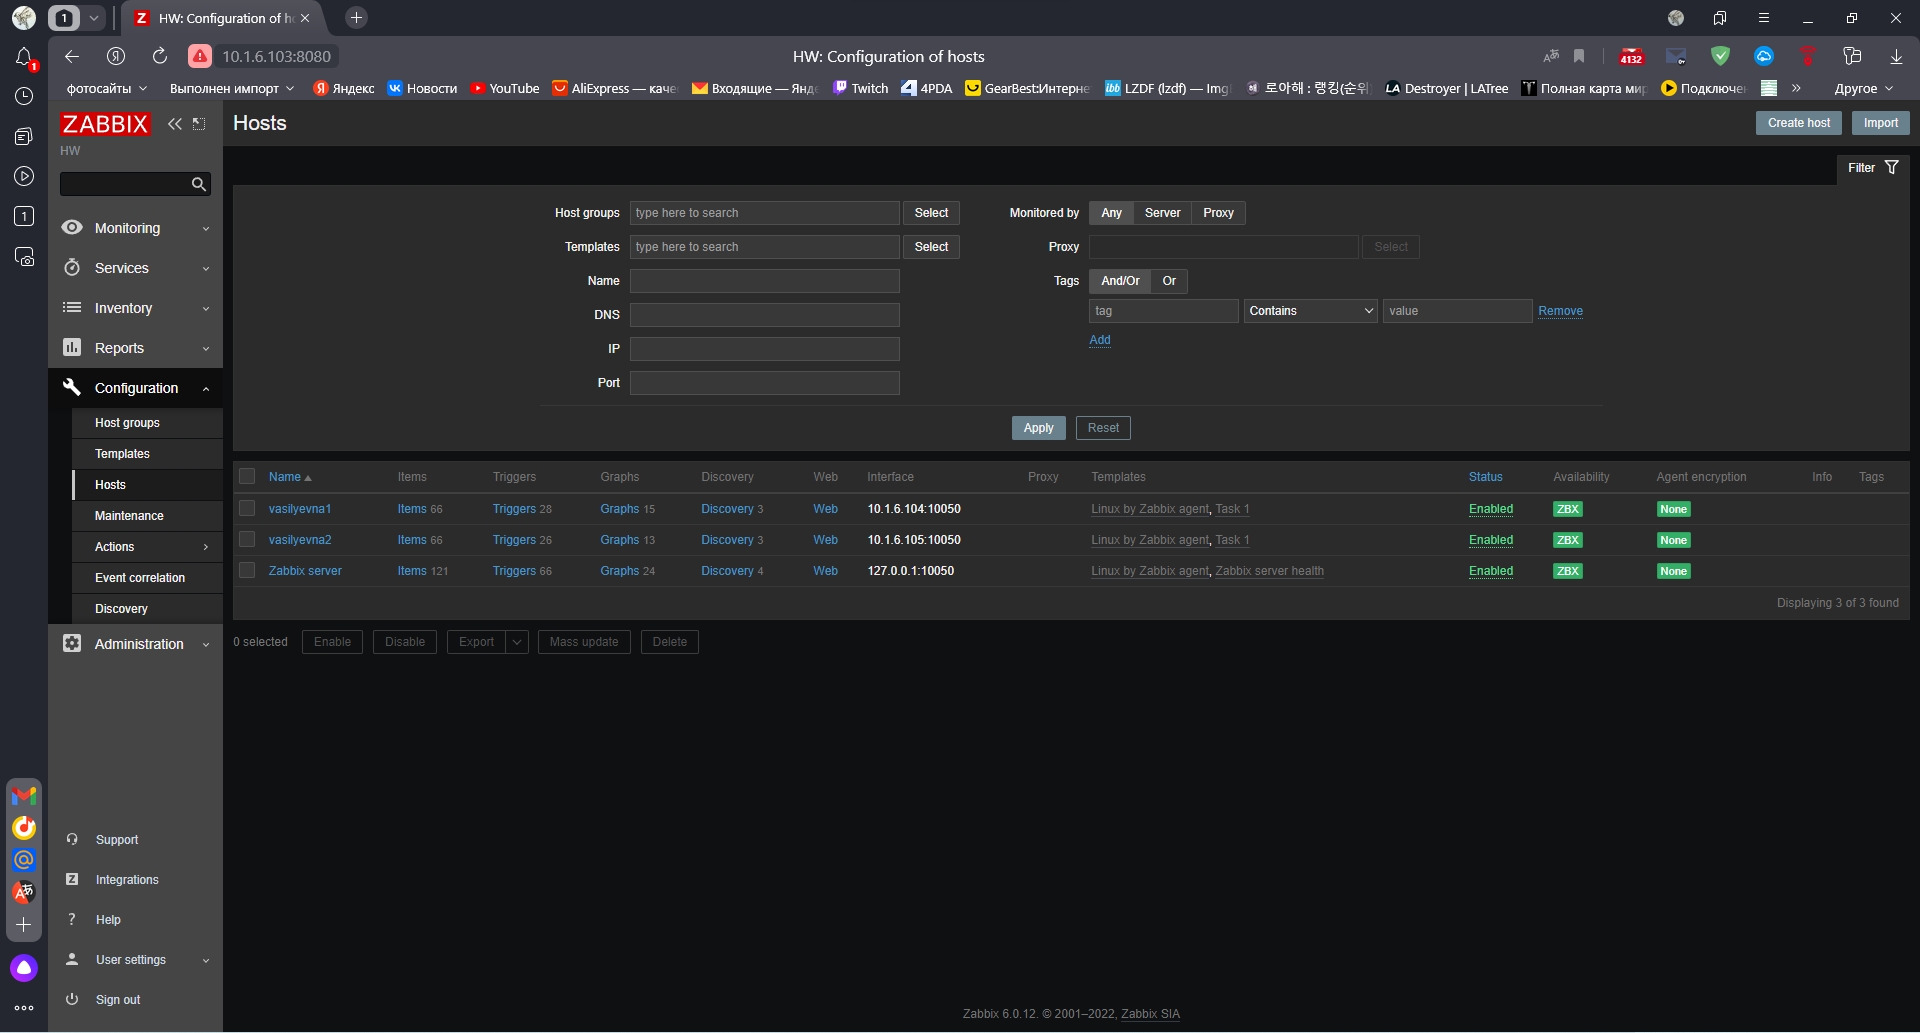 1
HW: Configuration of h
1
10.1.6.103:8080
HW: Configuration of hosts
4132
фотосайты
Выполнен импорт
Яндекс
Новости
YouTube
AliExpress — каче
Входящие — Янд
Twitch
4PDA
GearBest:Интерне
LZDF (lzdf) — Img
로아해 : 랭킹(순위
Destroyer | LATree
Полная карта мир
Подключен
Другое
ZABBIX
HW
Hosts
Create host
Import
Filter
1
Monitoring
Services
Inventory
Reports
Configuration
Host groups
Templates
Hosts
Maintenance
Actions
Event correlation
Discovery
Administration
Support
Integrations
Help
User settings
Sign out
Host groups type here to search Select
Templates type here to search Select
Name
DNS
IP
Port
Monitored by Any Server Proxy
Proxy Select
Tags And/Or Or
tag Contains value Remove
Add
Apply Reset
Name Items Triggers Graphs Discovery Web Interface Proxy Templates Status Availability Agent encryption Info Tags
vasilyevna1 Items 66 Triggers 28 Graphs 15 Discovery 3 Web 10.1.6.104:10050 Linux by Zabbix agent, Task 1 Enabled ZBX None
vasilyevna2 Items 66 Triggers 26 Graphs 13 Discovery 3 Web 10.1.6.105:10050 Linux by Zabbix agent, Task 1 Enabled ZBX None
Zabbix server Items 121 Triggers 66 Graphs 24 Discovery 4 Web 127.0.0.1:10050 Linux by Zabbix agent, Zabbix server health Enabled ZBX None
Displaying 3 of 3 found
0 selected Enable Disable Export Mass update Delete
Zabbix 6.0.12. © 2001–2022, Zabbix SIA